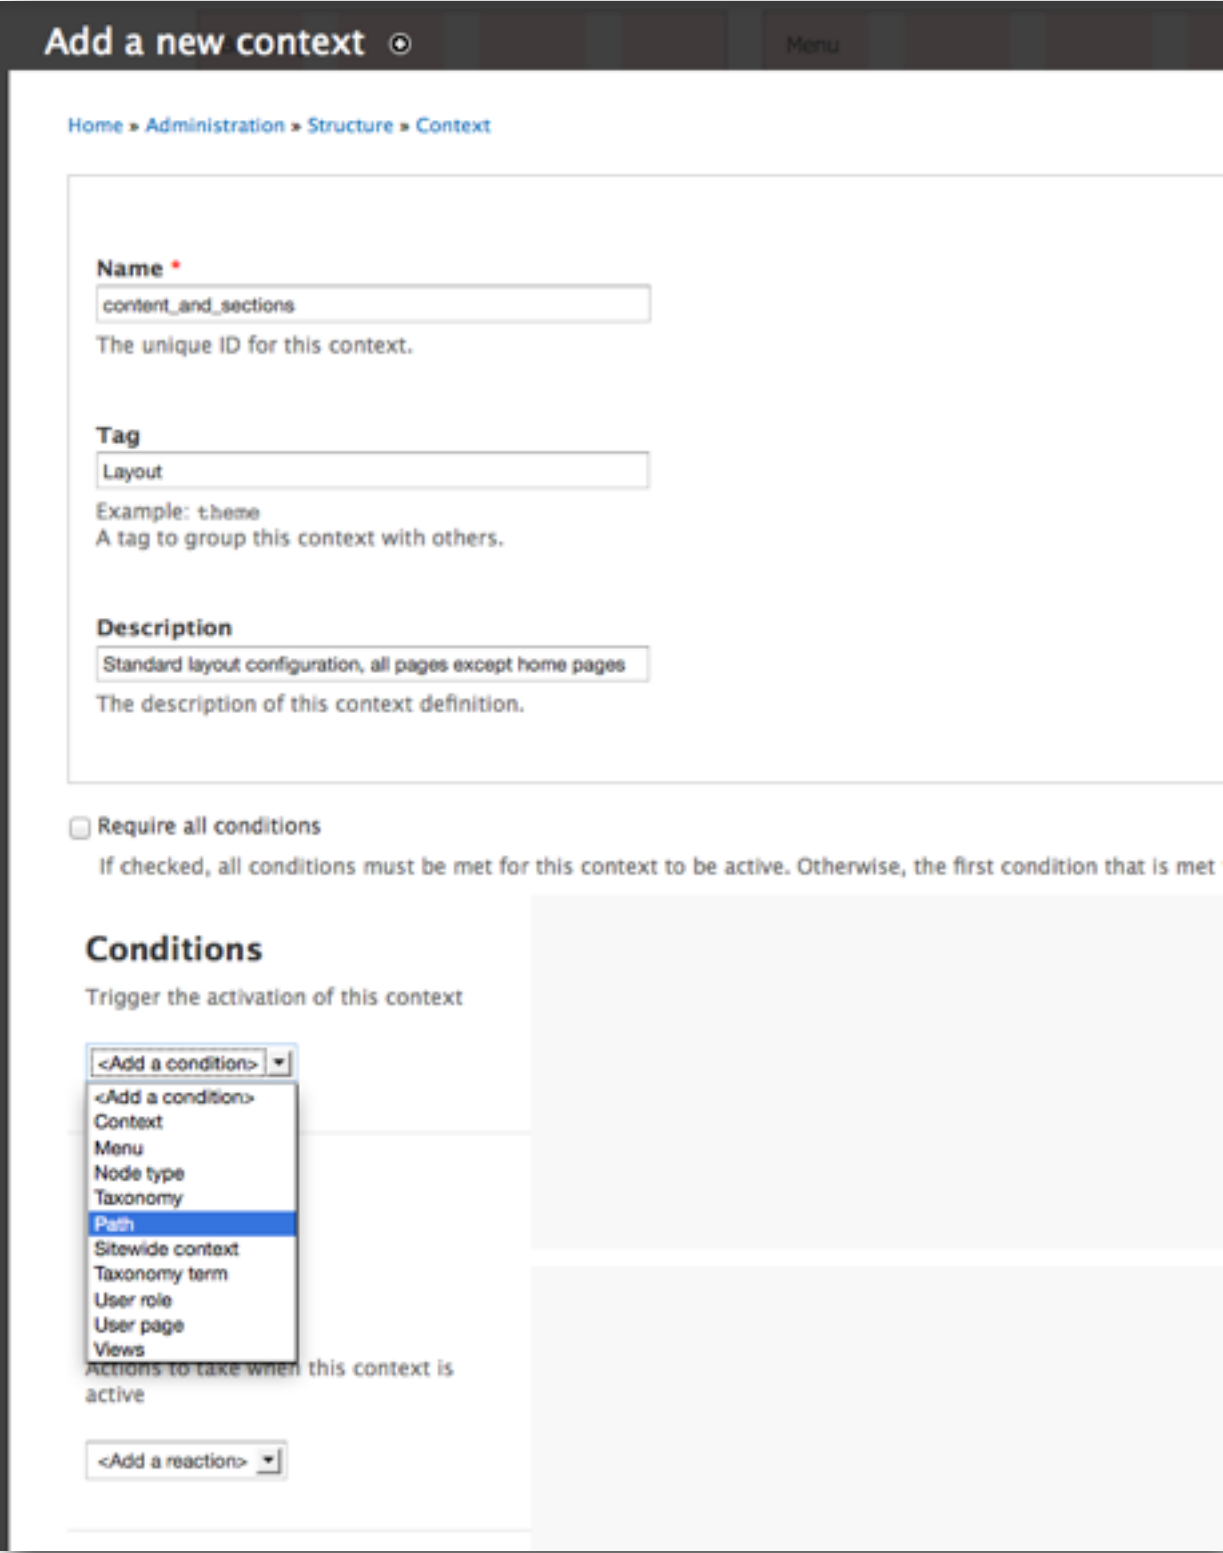 Add a new context
Menu
Home » Administration » Structure » Context
Name *
content_and_sections
The unique ID for this context.
Tag
Layout
Example: theme
A tag to group this context with others.
Description
Standard layout configuration, all pages except home pages
The description of this context definition.
Require all conditions
If checked, all conditions must be met for this context to be active. Otherwise, the first condition that is met
Conditions
Trigger the activation of this context
<Add a condition>
<Add a condition>
Context
Menu
Node type
Taxonomy
Path
Sitewide context
Taxonomy term
User role
User page
Views
Actions to take when this context is
active
<Add a reaction>